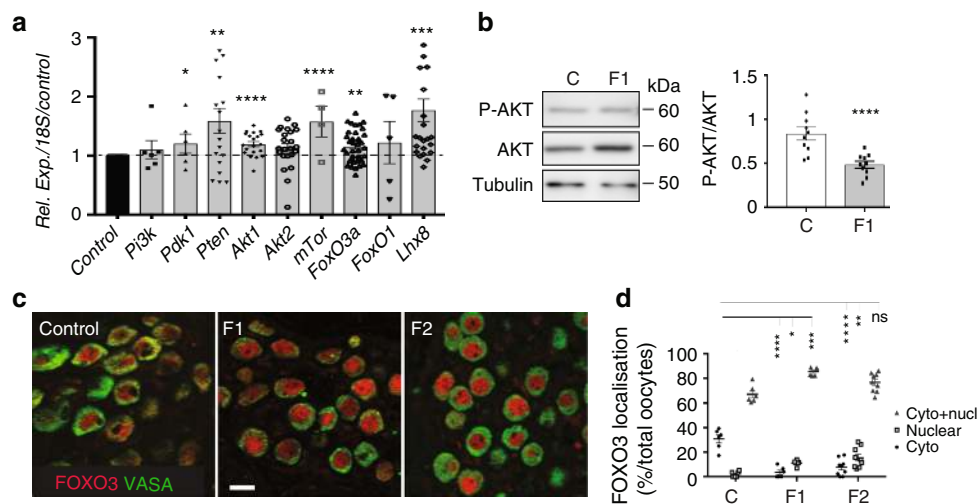 a
Rel. Exp./18S/control
3
2
1
0
* ** **** **** ** ***
Control Pi3k Pdk1 Pten Akt1 Akt2 mTor FoxO3a FoxO1 Lhx8
b
C F1 kDa
P-AKT 60
AKT 60
Tubulin 50
P-AKT/AKT
1
0.5
0
****
C F1
c
Control F1 F2
FOXO3 VASA
d
FOXO3 localisation
(%/total oocytes)
100
80
60
40
20
0
**** * *** **** ** ns
Cyto+nucl
Nuclear
Cyto
C F1 F2